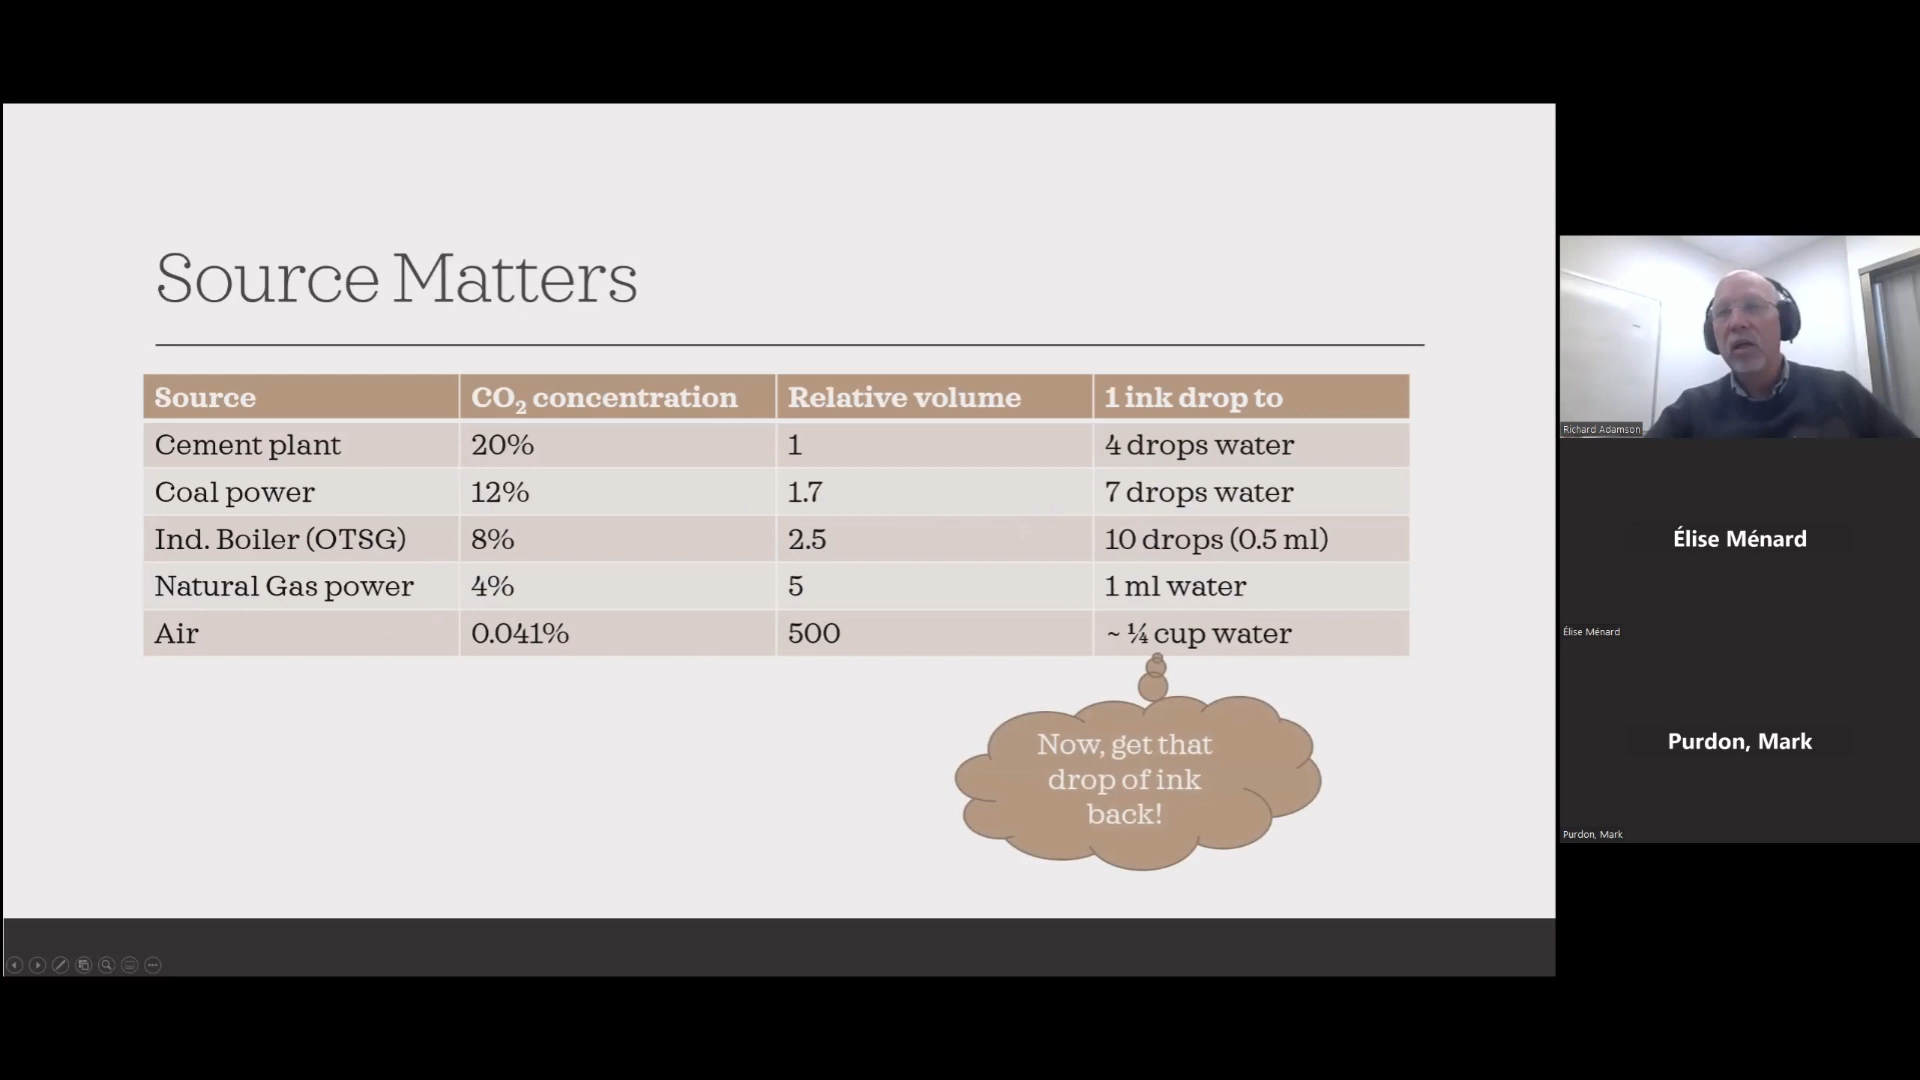 Source Matters
Source CO₂ concentration Relative volume 1 ink drop to
Cement plant 20% 1 4 drops water
Coal power 12% 1.7 7 drops water
Ind. Boiler (OTSG) 8% 2.5 10 drops (0.5 ml)
Natural Gas power 4% 5 1 ml water
Air 0.041% 500 ~ ¼ cup water
Now, get that
drop of ink
back!
Richard Adamson
Élise Ménard
Élise Ménard
Purdon, Mark
Purdon, Mark